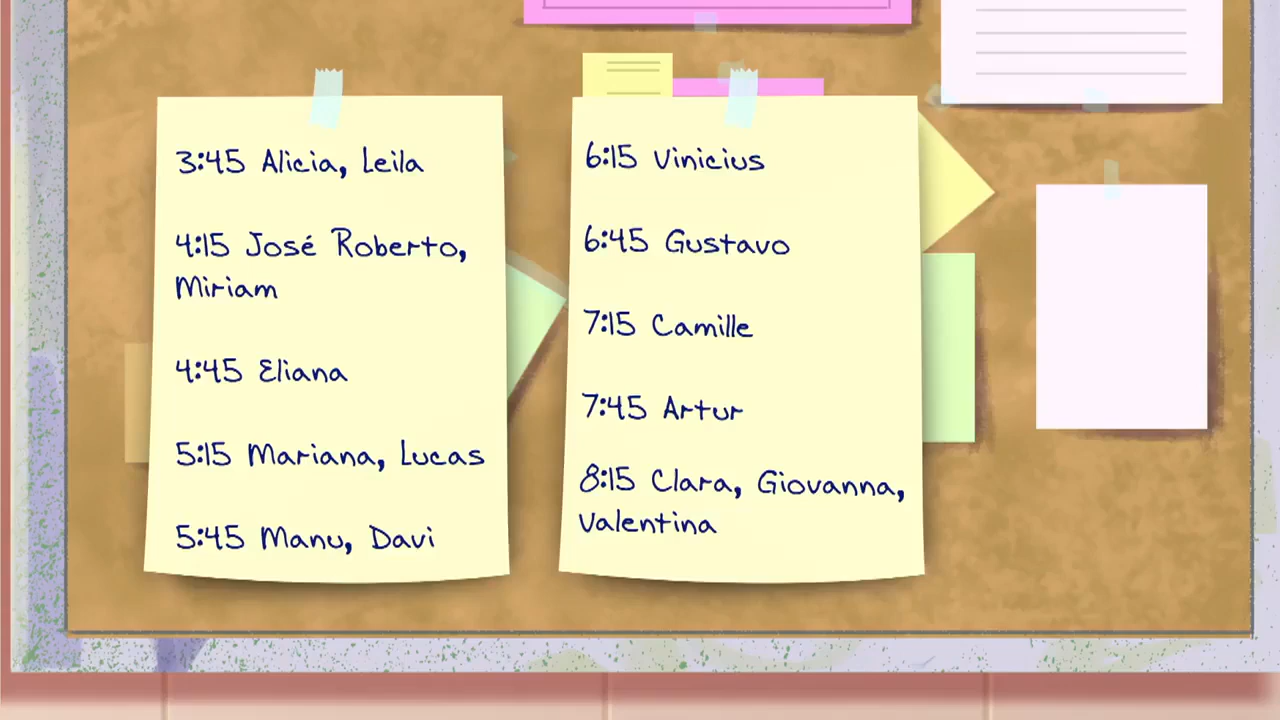 3:45 Alicia, Leila
4:15 José Roberto,
Miriam
4:45 Eliana
5:15 Mariana, Lucas
5:45 Manu, Davi
6:15 Vinicius
6:45 Gustavo
7:15 Camille
7:45 Artur
8:15 Clara, Giovanna,
Valentina